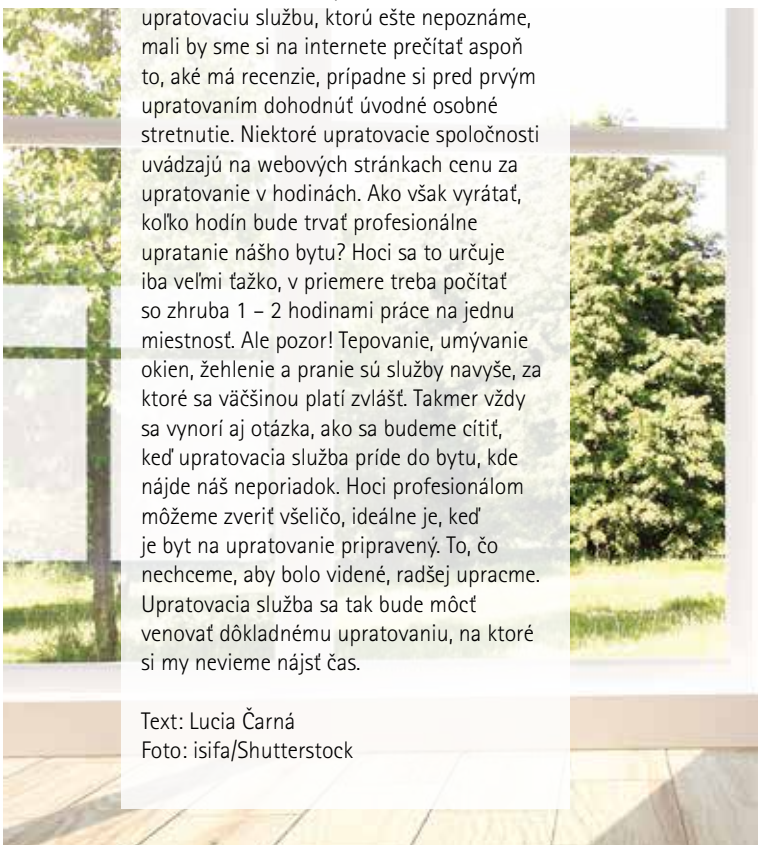 upratovaciu službu, ktorú ešte nepoznáme,
mali by sme si na internete prečítať aspoň
to, aké má recenzie, prípadne si pred prvým
upratovaním dohodnúť úvodné osobné
stretnutie. Niektoré upratovacie spoločnosti
uvádzajú na webových stránkach cenu za
upratovanie v hodinách. Ako však vyrátať,
koľko hodín bude trvať profesionálne
upratanie nášho bytu? Hoci sa to určuje
iba veľmi ťažko, v priemere treba počítať
so zhruba 1 – 2 hodinami práce na jednu
miestnosť. Ale pozor! Tepovanie, umývanie
okien, žehlenie a pranie sú služby navyše, za
ktoré sa väčšinou platí zvlášť. Takmer vždy
sa vynorí aj otázka, ako sa budeme cítiť,
keď upratovacia služba príde do bytu, kde
nájde náš neporiadok. Hoci profesionálom
môžeme zveriť všeličo, ideálne je, keď
je byt na upratovanie pripravený. To, čo
nechceme, aby bolo videné, radšej upracme.
Upratovacia služba sa tak bude môcť
venovať dôkladnému upratovaniu, na ktoré
si my nevieme nájsť čas.
Text: Lucia Čarná
Foto: isifa/Shutterstock